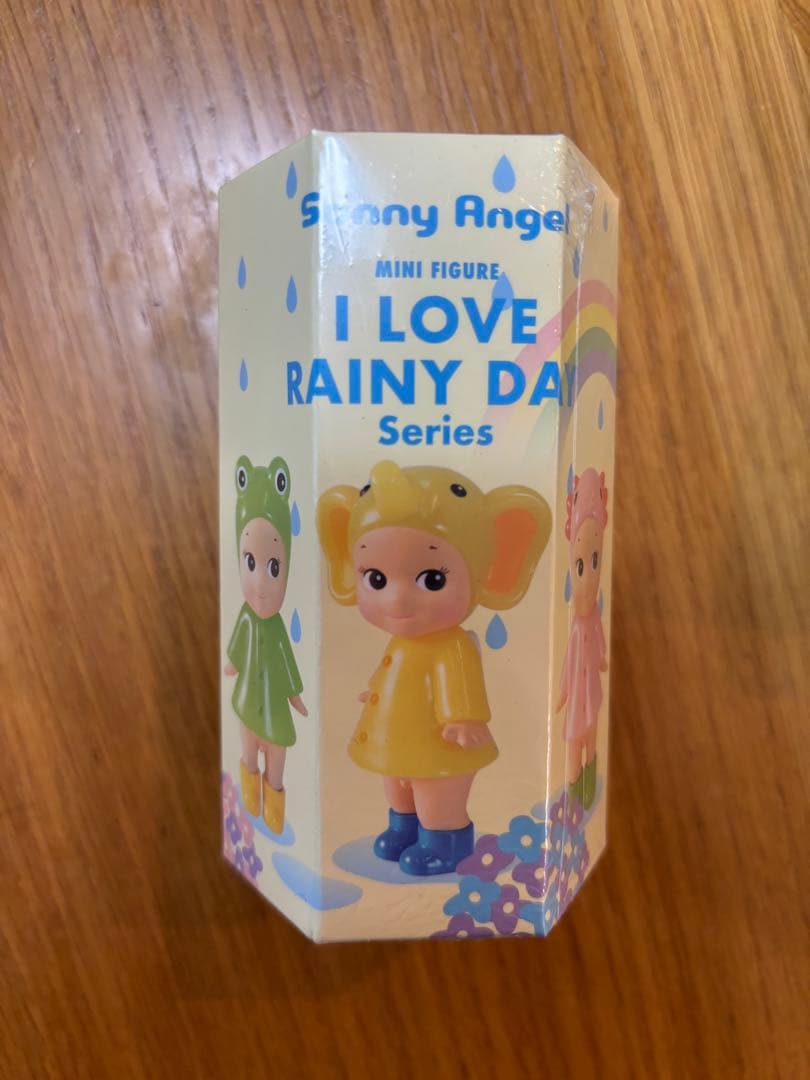 Sonny Angel
MINI FIGURE
I LOVE
RAINY DAY
Series